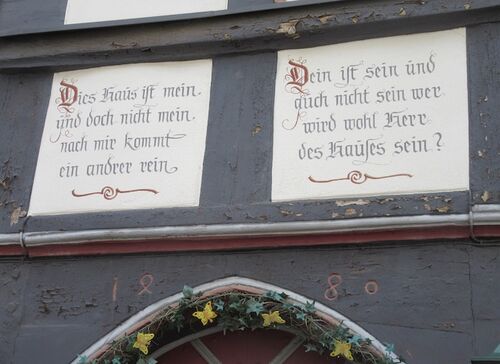 Dies Haus ist mein
und doch nicht mein
nach mir kommt
ein andrer rein
Dein ist sein und
auch nicht sein wer
wird wohl Herr
des Hauses sein?
1880